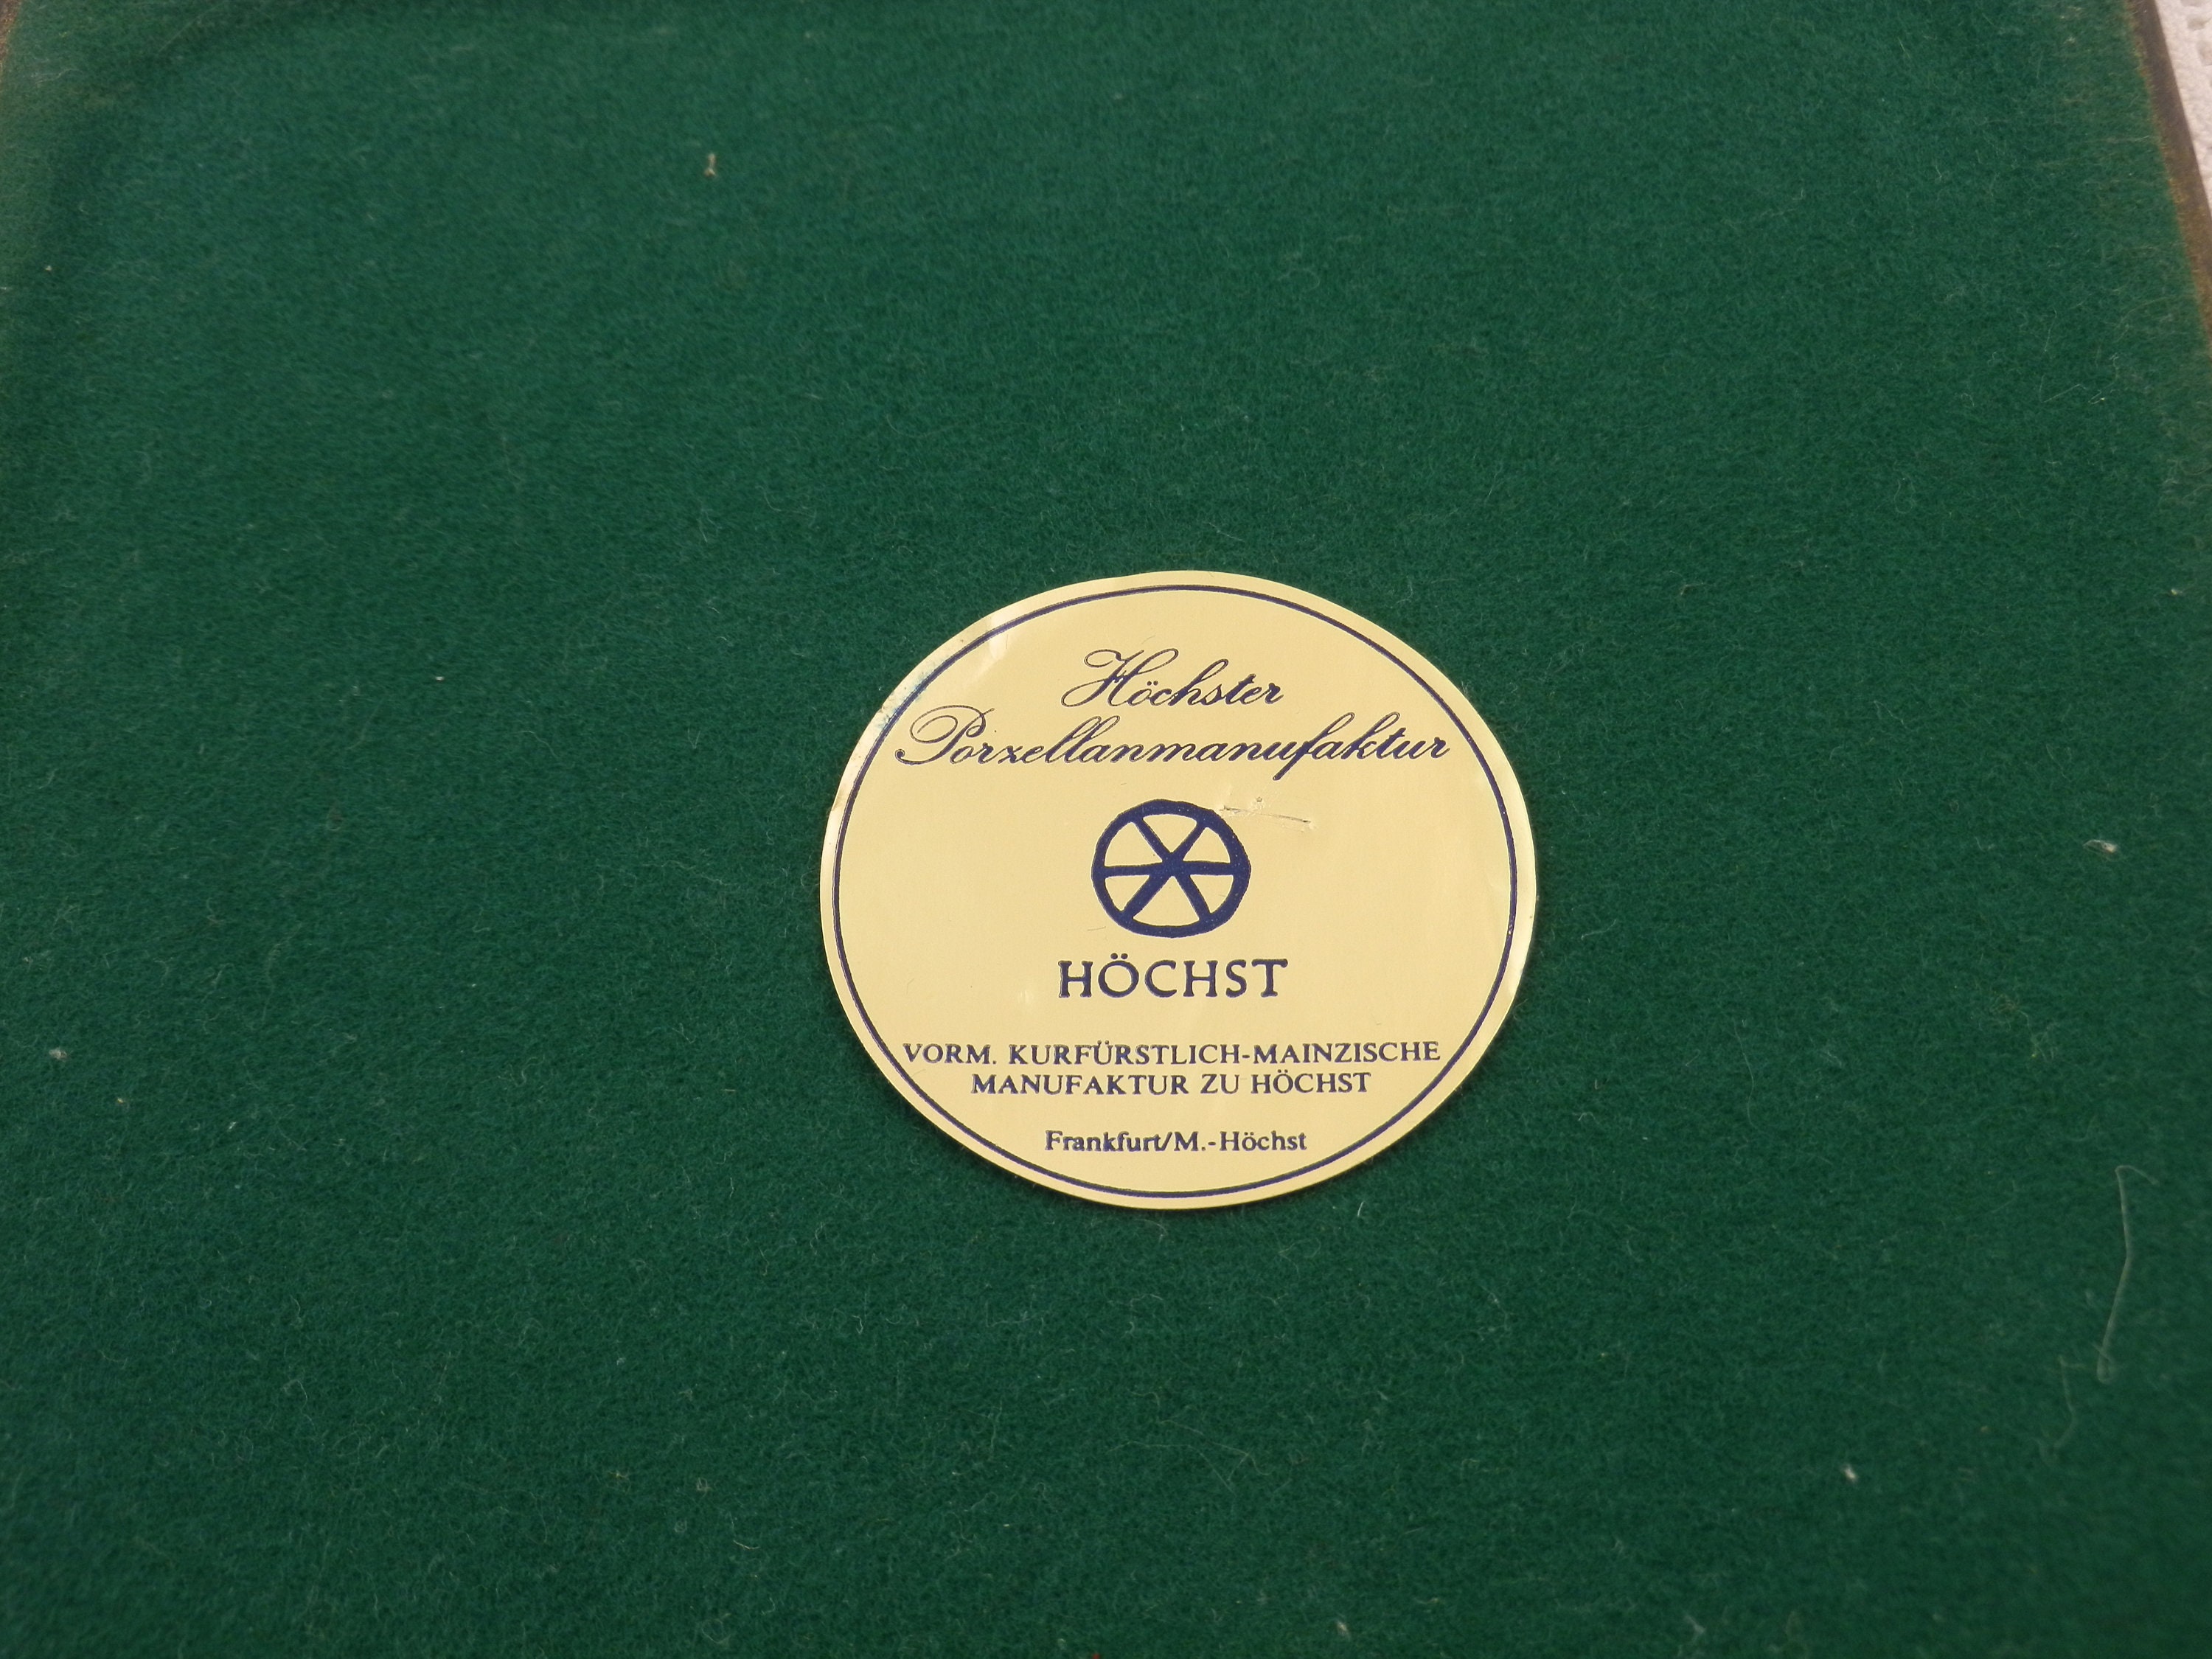 Höchster
Porzellanmanufaktur
HÖCHST
VORM. KURFÜRSTLICH-MAINZISCHE
MANUFAKTUR ZU HÖCHST
Frankfurt/M.-Höchst